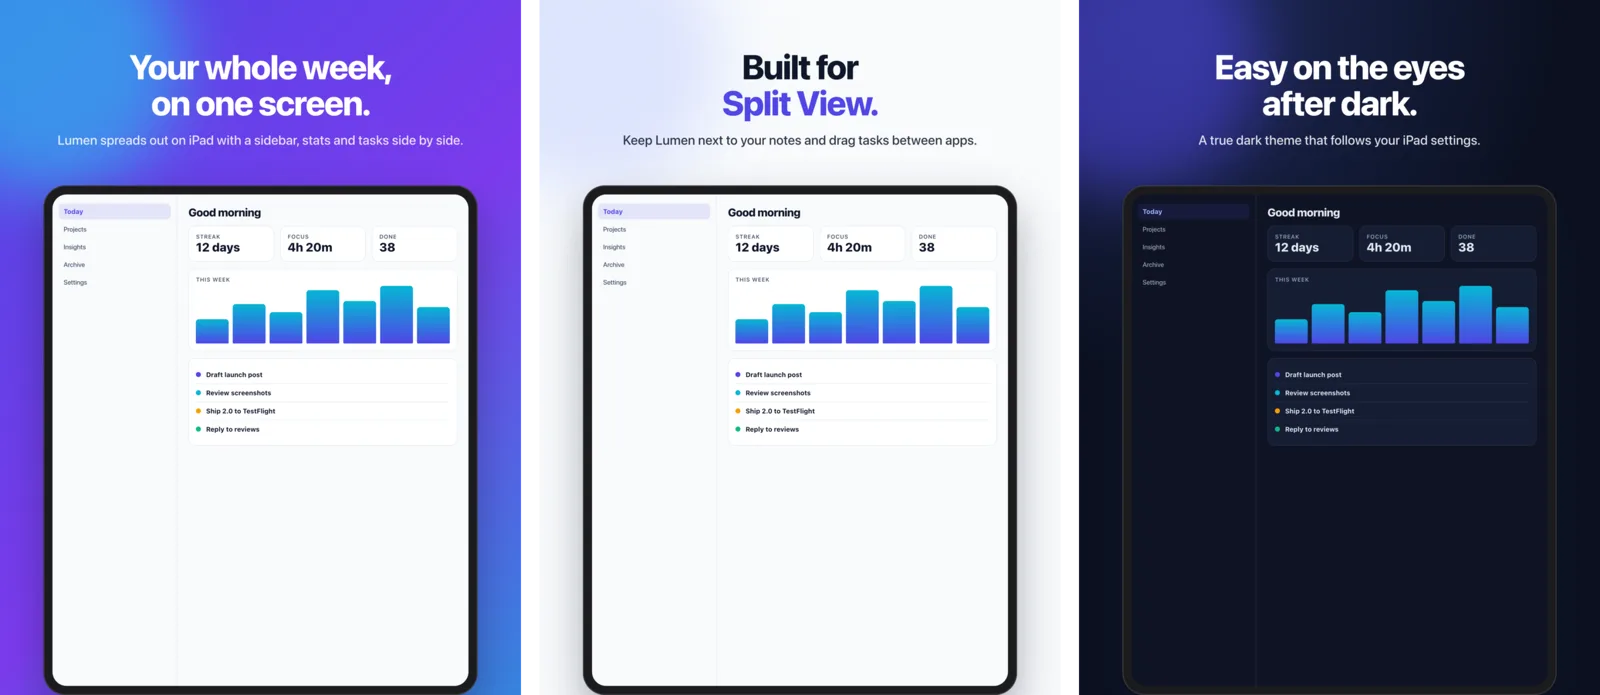 Your whole week,
on one screen.
Lumen spreads out on iPad with a sidebar, stats and tasks side by side.
Today
Projects
Insights
Archive
Settings
Good morning
STREAK
12 days
FOCUS
4h 20m
DONE
38
THIS WEEK
Draft launch post
Review screenshots
Ship 2.0 to TestFlight
Reply to reviews
Built for
Split View.
Keep Lumen next to your notes and drag tasks between apps.
Today
Projects
Insights
Archive
Settings
Good morning
STREAK
12 days
FOCUS
4h 20m
DONE
38
THIS WEEK
Draft launch post
Review screenshots
Ship 2.0 to TestFlight
Reply to reviews
Easy on the eyes
after dark.
A true dark theme that follows your iPad settings.
Today
Projects
Insights
Archive
Settings
Good morning
STREAK
12 days
FOCUS
4h 20m
DONE
38
THIS WEEK
Draft launch post
Review screenshots
Ship 2.0 to TestFlight
Reply to reviews